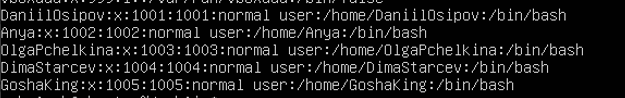 DaniilOsipov:x:1001:1001:normal user:/home/DaniilOsipov:/bin/bash
Anya:x:1002:1002:normal user:/home/Anya:/bin/bash
OlgaPchelkina:x:1003:1003:normal user:/home/OlgaPchelkina:/bin/bash
DimaStarcev:x:1004:1004:normal user:/home/DimaStarcev:/bin/bash
GoshaKing:x:1005:1005:normal user:/home/GoshaKing:/bin/bash